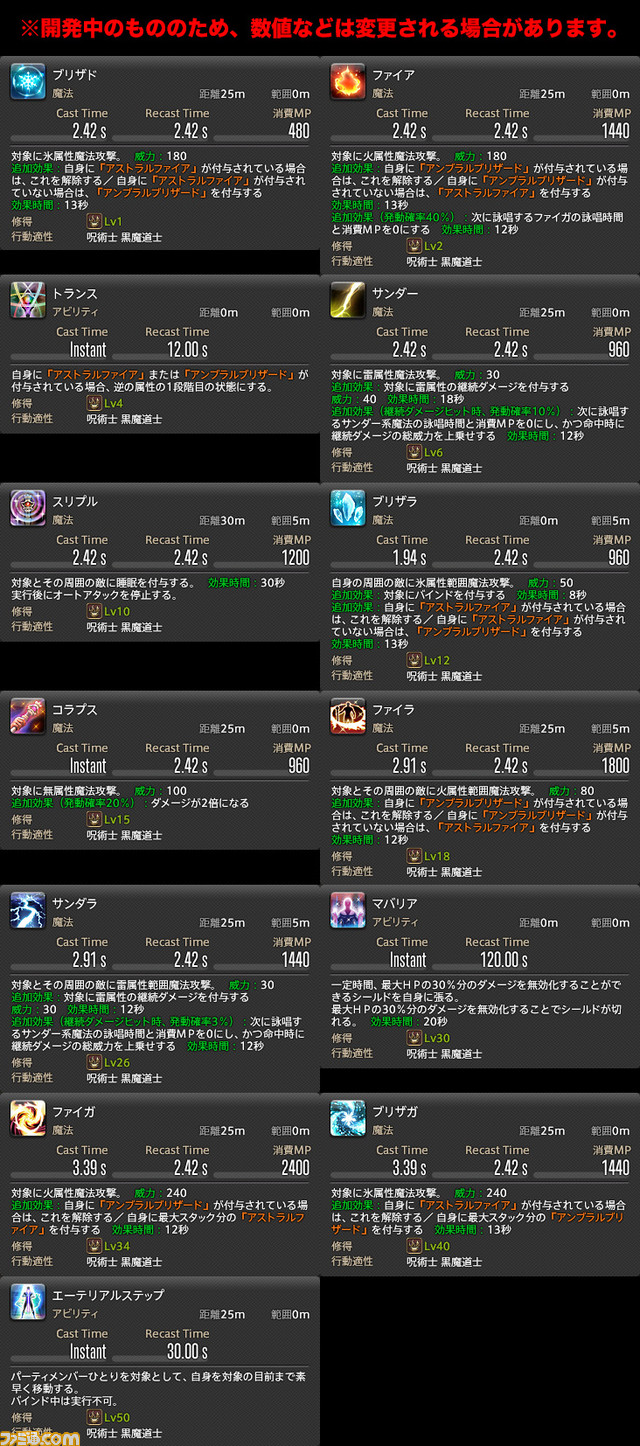 ※開発中のもののため、数値などは変更される場合があります。
ブリザド
魔法 距離25m 範囲0m
Cast Time Recast Time 消費MP
2.42 s 2.42 s 480
対象に氷属性魔法攻撃。 威力：180
追加効果：自身に「アストラルファイア」が付与されている場合
は、これを解除する／自身に「アストラルファイア」が付与され
ていない場合は、「アンブラルブリザード」を付与する
効果時間：13秒
修得 Lv1
行動適性 呪術士 黒魔道士
ファイア
魔法 距離25m 範囲0m
Cast Time Recast Time 消費MP
2.42 s 2.42 s 1440
対象に火属性魔法攻撃。 威力：180
追加効果：自身に「アンブラルブリザード」が付与されている場
合は、これを解除する／自身に「アンブラルブリザード」が付
与されていない場合は、「アストラルファイア」を付与する
効果時間：13秒
追加効果（発動確率40%）：次に詠唱するファイガの詠唱時間
と消費ＭＰを0にする 効果時間：12秒
修得 Lv2
行動適性 呪術士 黒魔道士
トランス
アビリティ 距離0m 範囲0m
Cast Time Recast Time
Instant 12.00 s
自身に「アストラルファイア」または「アンブラルブリザード」が
付与されている場合、逆の属性の1段階目の状態にする。
修得 Lv4
行動適性 呪術士 黒魔道士
サンダー
魔法 距離25m 範囲0m
Cast Time Recast Time 消費MP
2.42 s 2.42 s 960
対象に雷属性魔法攻撃。 威力：30
追加効果：対象に雷属性の継続ダメージを付与する
威力：40 効果時間：18秒
追加効果（継続ダメージヒット時、発動確率10%）：次に詠唱
するサンダー系魔法の詠唱時間と消費ＭＰを0にし、かつ命中時に
継続ダメージの総威力を上乗せする 効果時間：12秒
修得 Lv6
行動適性 呪術士 黒魔道士
スリプル
魔法 距離30m 範囲5m
Cast Time Recast Time 消費MP
2.42 s 2.42 s 1200
対象とその周囲の敵に睡眠を付与する。 効果時間：30秒
実行後にオートアタックを停止する。
修得 Lv10
行動適性 呪術士 黒魔道士
ブリザラ
魔法 距離0m 範囲5m
Cast Time Recast Time 消費MP
1.94 s 2.42 s 960
自身の周囲の敵に氷属性範囲魔法攻撃。 威力：50
追加効果：対象にバインドを付与する 効果時間：8秒
追加効果：自身に「アストラルファイア」が付与されている場合
は、これを解除する／自身に「アストラルファイア」が付与され
ていない場合は、「アンブラルブリザード」を付与する
効果時間：13秒
修得 Lv12
行動適性 呪術士 黒魔道士
コラプス
魔法 距離25m 範囲0m
Cast Time Recast Time 消費MP
Instant 2.42 s 960
対象に無属性魔法攻撃。 威力：100
追加効果（発動確率20%）：ダメージが2倍になる
修得 Lv15
行動適性 呪術士 黒魔道士
ファイラ
魔法 距離25m 範囲5m
Cast Time Recast Time 消費MP
2.91 s 2.42 s 1800
対象とその周囲の敵に火属性範囲魔法攻撃。 威力：80
追加効果：自身に「アンブラルブリザード」が付与されている場
合は、これを解除する／自身に「アンブラルブリザード」が付
与されていない場合は、「アストラルファイア」を付与する
効果時間：12秒
修得 Lv18
行動適性 呪術士 黒魔道士
サンダラ
魔法 距離25m 範囲5m
Cast Time Recast Time 消費MP
2.91 s 2.42 s 1440
対象とその周囲の敵に雷属性範囲魔法攻撃。 威力：30
追加効果：対象に雷属性の継続ダメージを付与する
威力：30 効果時間：12秒
追加効果（継続ダメージヒット時、発動確率3%）：次に詠唱
するサンダー系魔法の詠唱時間と消費ＭＰを0にし、かつ命中時に
継続ダメージの総威力を上乗せする 効果時間：12秒
修得 Lv26
行動適性 呪術士 黒魔道士
マバリア
アビリティ 距離0m 範囲0m
Cast Time Recast Time
Instant 120.00 s
一定時間、最大ＨＰの30％分のダメージを無効化することがで
きるシールドを自身に張る。
最大ＨＰの30％分のダメージを無効化することでシールドが切
れる。 効果時間：20秒
修得 Lv30
行動適性 呪術士 黒魔道士
ファイガ
魔法 距離25m 範囲0m
Cast Time Recast Time 消費MP
3.39 s 2.42 s 2400
対象に火属性魔法攻撃。 威力：240
追加効果：自身に「アンブラルブリザード」が付与されている場
合は、これを解除する／自身に最大スタック分の「アストラルフ
ァイア」を付与する 効果時間：12秒
修得 Lv34
行動適性 呪術士 黒魔道士
ブリザガ
魔法 距離25m 範囲0m
Cast Time Recast Time 消費MP
3.39 s 2.42 s 1440
対象に氷属性魔法攻撃。 威力：240
追加効果：自身に「アストラルファイア」が付与されている場合
は、これを解除する／自身に最大スタック分の「アンブラルブリ
ザード」を付与する 効果時間：13秒
修得 Lv40
行動適性 呪術士 黒魔道士
エーテリアルステップ
アビリティ 距離25m 範囲0m
Cast Time Recast Time
Instant 30.00 s
パーティメンバーひとりを対象として、自身を対象の目前まで素
早く移動する。
バインド中は実行不可。
修得 Lv50
行動適性 呪術士 黒魔道士
ファミ通.com